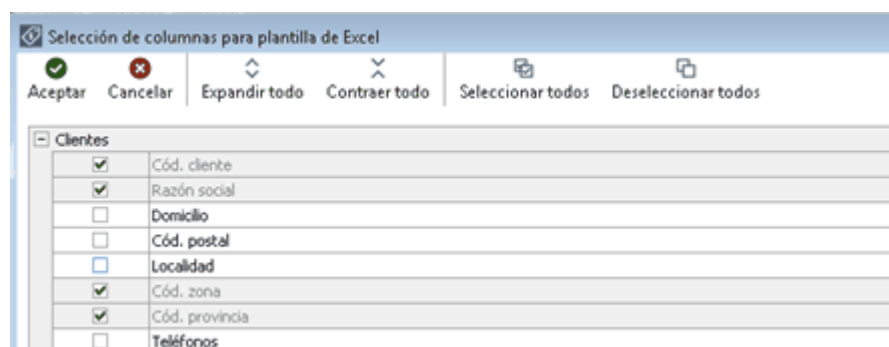 Selección de columnas para plantilla de Excel
Aceptar Cancelar Expandir todo Contraer todo Seleccionar todos Deseleccionar todos
Clientes
Cód. cliente
Razón social
Domicilio
Cód. postal
Localidad
Cód. zona
Cód. provincia
Teléfonos